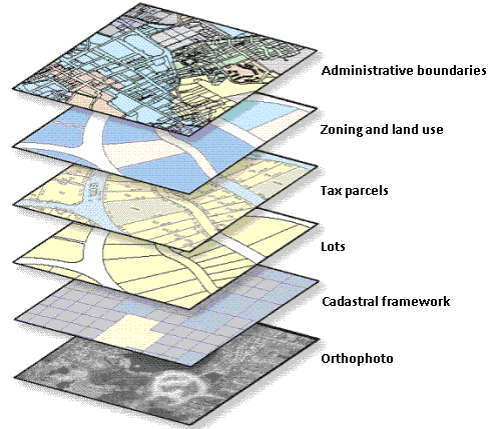 Administrative boundaries
Zoning and land use
Tax parcels
Lots
Cadastral framework
Orthophoto